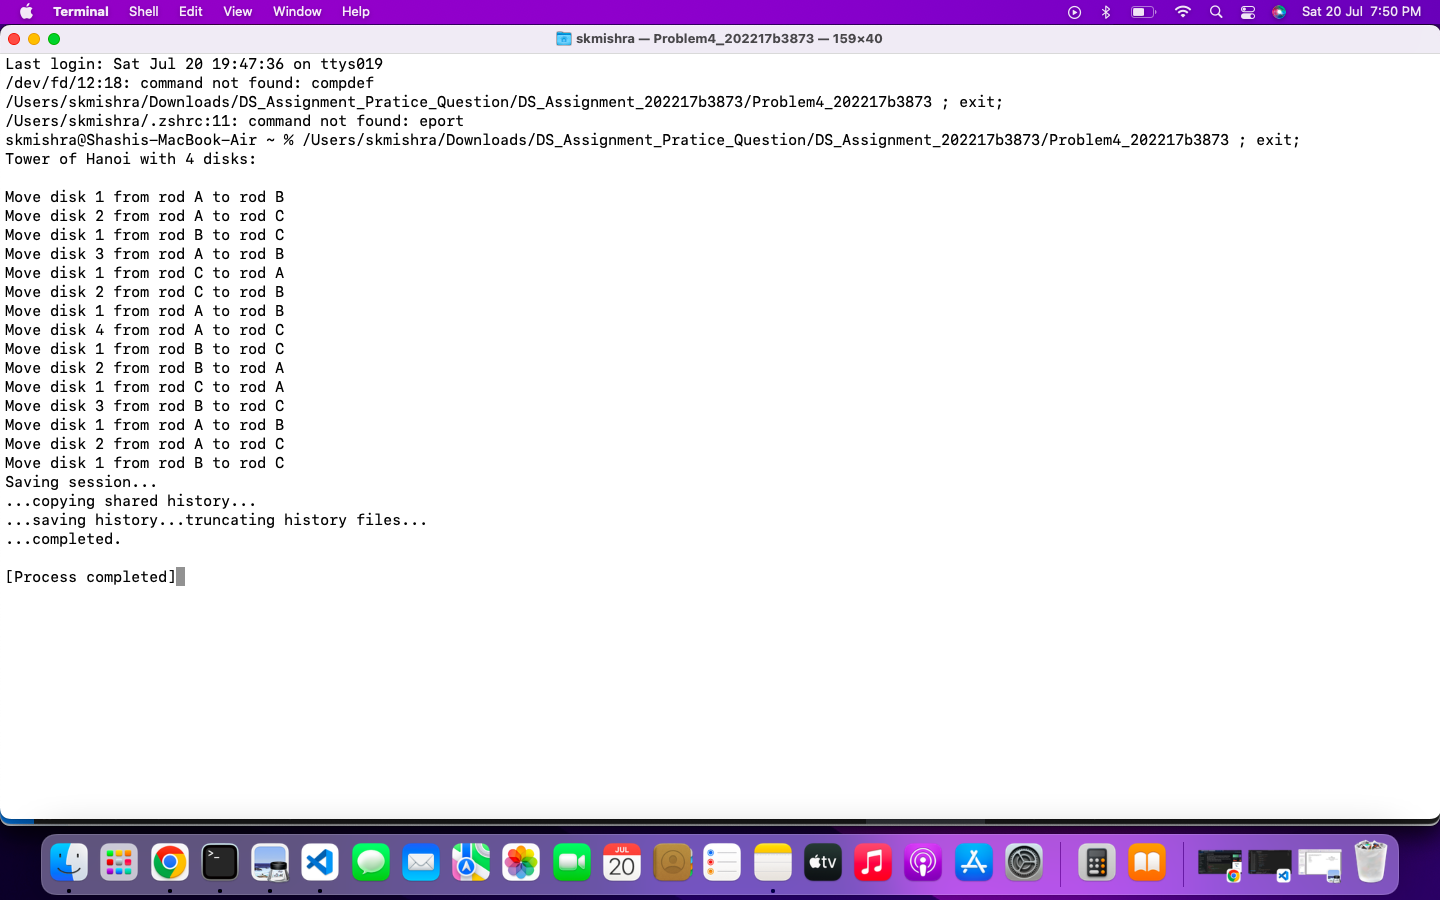 Terminal Shell Edit View Window Help Sat 20 Jul 7:50 PM
skmishra — Problem4_202217b3873 — 159×40
Last login: Sat Jul 20 19:47:36 on ttys019
/dev/fd/12:18: command not found: compdef
/Users/skmishra/Downloads/DS_Assignment_Pratice_Question/DS_Assignment_202217b3873/Problem4_202217b3873 ; exit;
/Users/skmishra/.zshrc:11: command not found: eport
skmishra@Shashis-MacBook-Air ~ % /Users/skmishra/Downloads/DS_Assignment_Pratice_Question/DS_Assignment_202217b3873/Problem4_202217b3873 ; exit;
Tower of Hanoi with 4 disks:
Move disk 1 from rod A to rod B
Move disk 2 from rod A to rod C
Move disk 1 from rod B to rod C
Move disk 3 from rod A to rod B
Move disk 1 from rod C to rod A
Move disk 2 from rod C to rod B
Move disk 1 from rod A to rod B
Move disk 4 from rod A to rod C
Move disk 1 from rod B to rod C
Move disk 2 from rod B to rod A
Move disk 1 from rod C to rod A
Move disk 3 from rod B to rod C
Move disk 1 from rod A to rod B
Move disk 2 from rod A to rod C
Move disk 1 from rod B to rod C
Saving session...
...copying shared history...
...saving history...truncating history files...
...completed.
[Process completed]
>_
JUL
20
tv